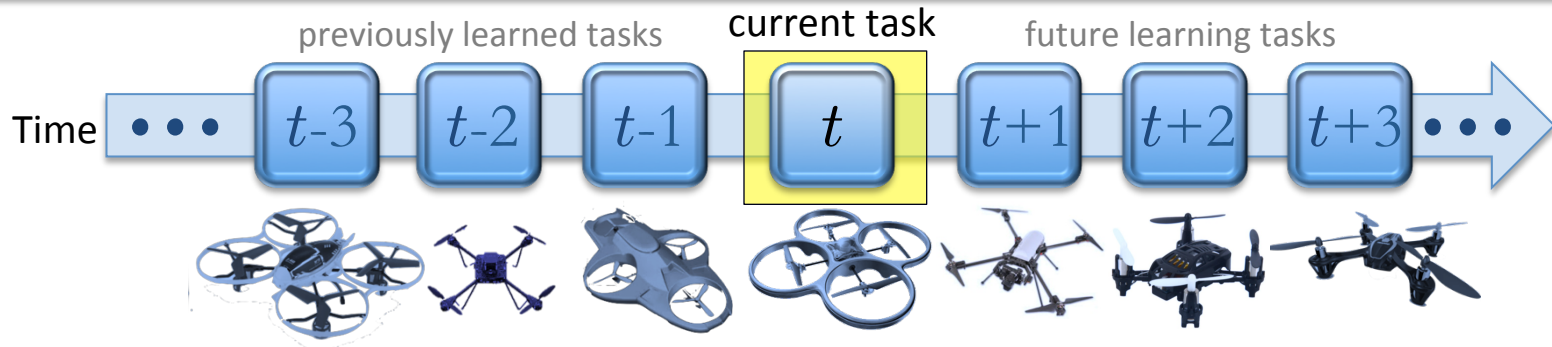 previously learned tasks current task future learning tasks
Time ••• t-3 t-2 t-1 t t+1 t+2 t+3 •••